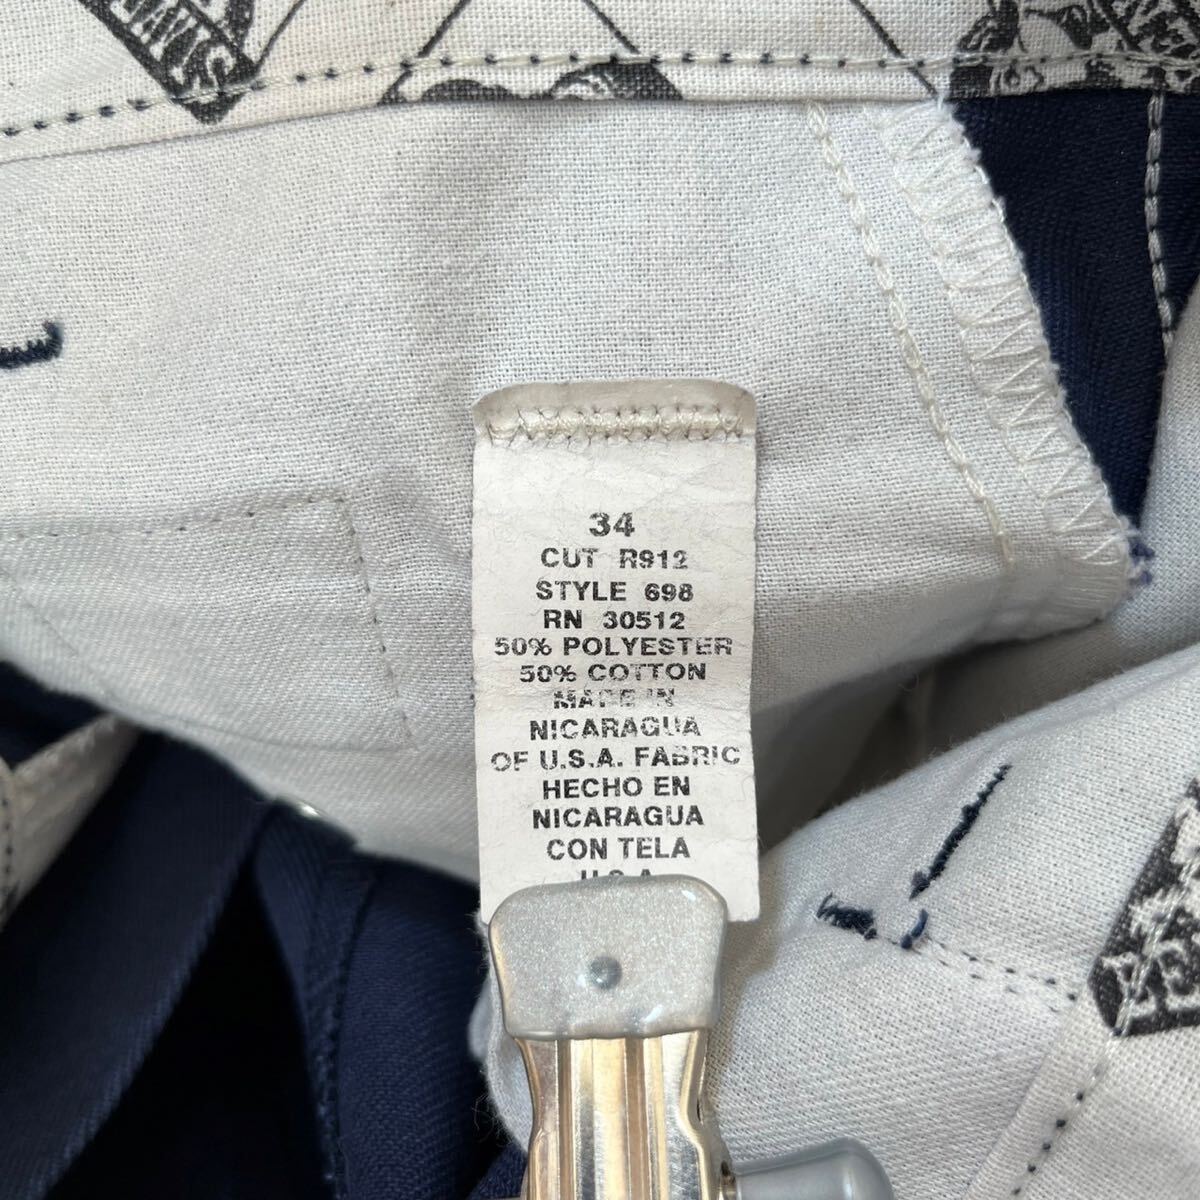 34
CUT R912
STYLE 698
RN 30512
50% POLYESTER
50% COTTON
MADE IN
NICARAGUA
OF U.S.A. FABRIC
HECHO EN
NICARAGUA
CON TELA
U.S.A.